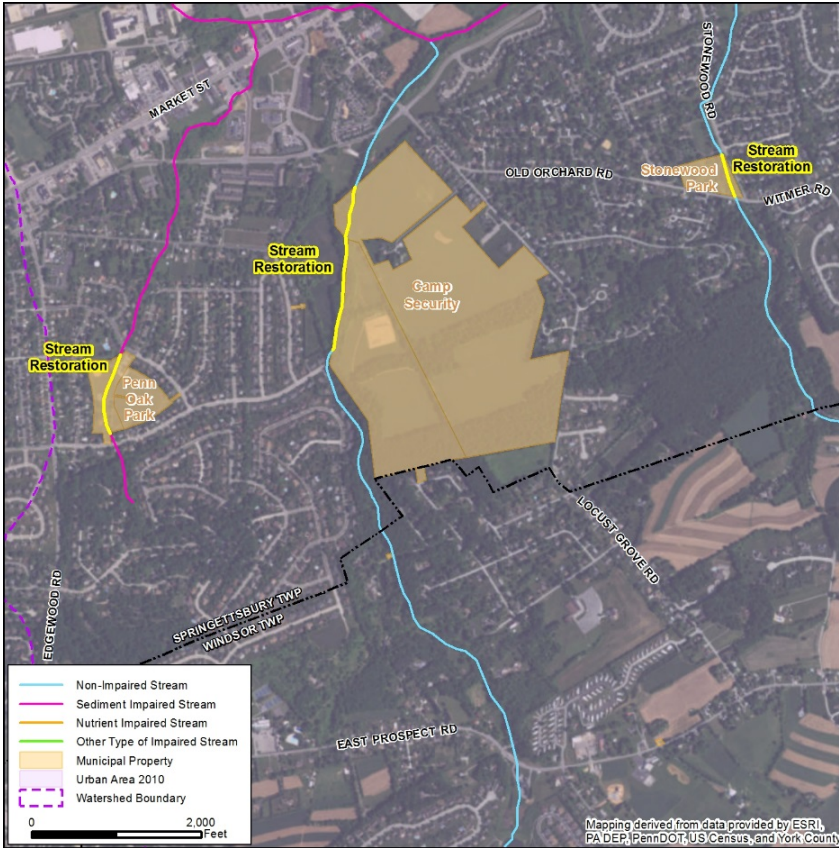 MARKET ST
STONEWOOD RD
OLD ORCHARD RD
Stonewood
Park
Stream
Restoration
WITMER RD
Stream
Restoration
Camp
Security
Stream
Restoration
Penn
Oak
Park
LOCUST GROVE RD
EDGEWOOD RD
SPRINGETTSBURY TWP
WINDSOR TWP
EAST PROSPECT RD
Non-Impaired Stream
Sediment Impaired Stream
Nutrient Impaired Stream
Other Type of Impaired Stream
Municipal Property
Urban Area 2010
Watershed Boundary
0 2,000
Feet
Mapping derived from data provided by ESRI,
PA DEP, PennDOT, US Census, and York County